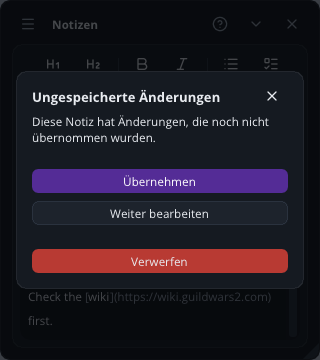 Notizen
H1 H2 B I
Ungespeicherte Änderungen
Diese Notiz hat Änderungen, die noch nicht
übernommen wurden.
Übernehmen
Weiter bearbeiten
Verwerfen
Check the [wiki](https://wiki.guildwars2.com)
first.